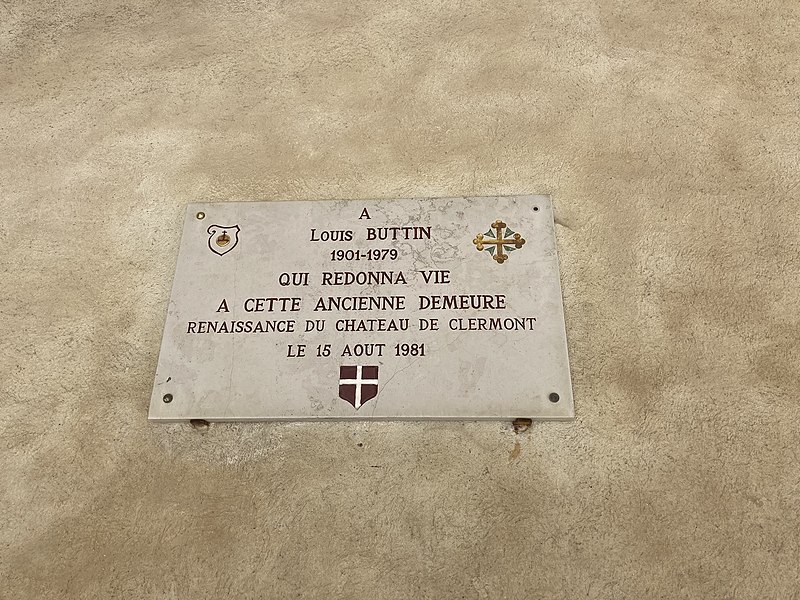 A
Louis BUTTIN
1901-1979
QUI REDONNA VIE
A CETTE ANCIENNE DEMEURE
RENAISSANCE DU CHATEAU DE CLERMONT
LE 15 AOUT 1981